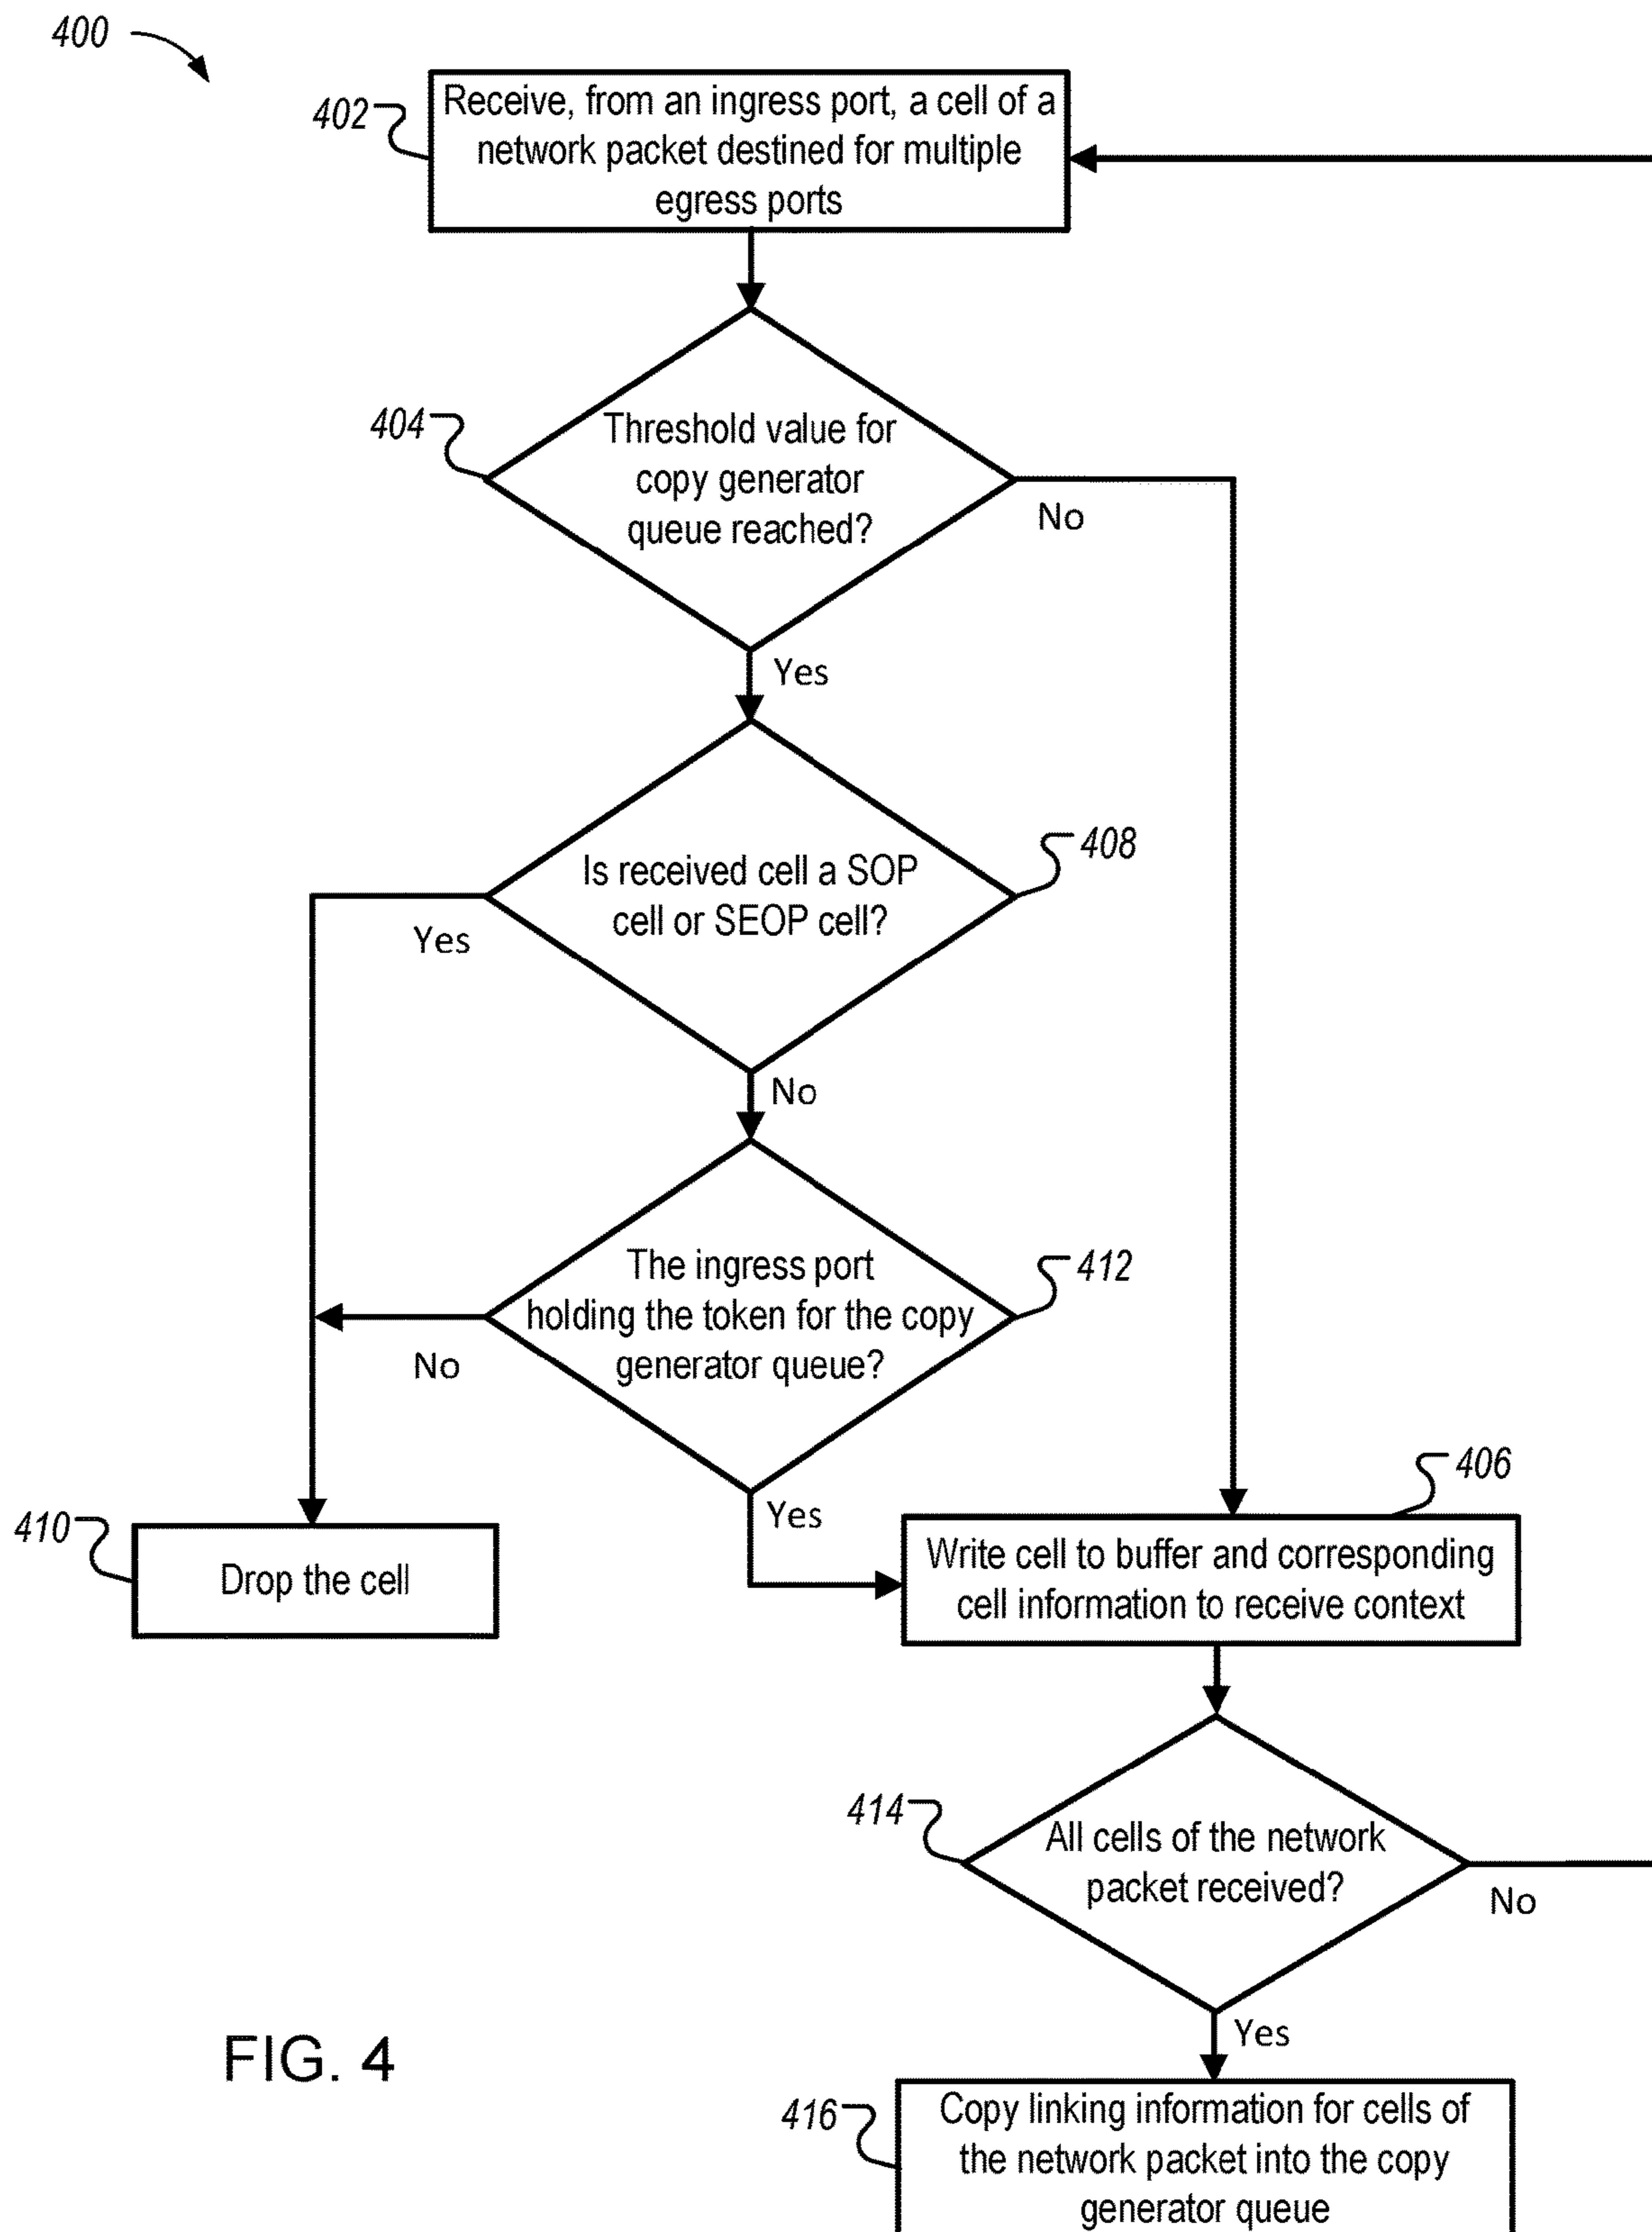 400
402
Receive, from an ingress port, a cell of a
network packet destined for multiple
egress ports
404
Threshold value for
copy generator
queue reached?
No
Yes
408
Is received cell a SOP
cell or SEOP cell?
Yes
No
412
The ingress port
holding the token for the copy
generator queue?
No
Yes
406
410
Drop the cell
Write cell to buffer and corresponding
cell information to receive context
414
All cells of the network
packet received?
No
Yes
FIG. 4
416
Copy linking information for cells of
the network packet into the copy
generator queue